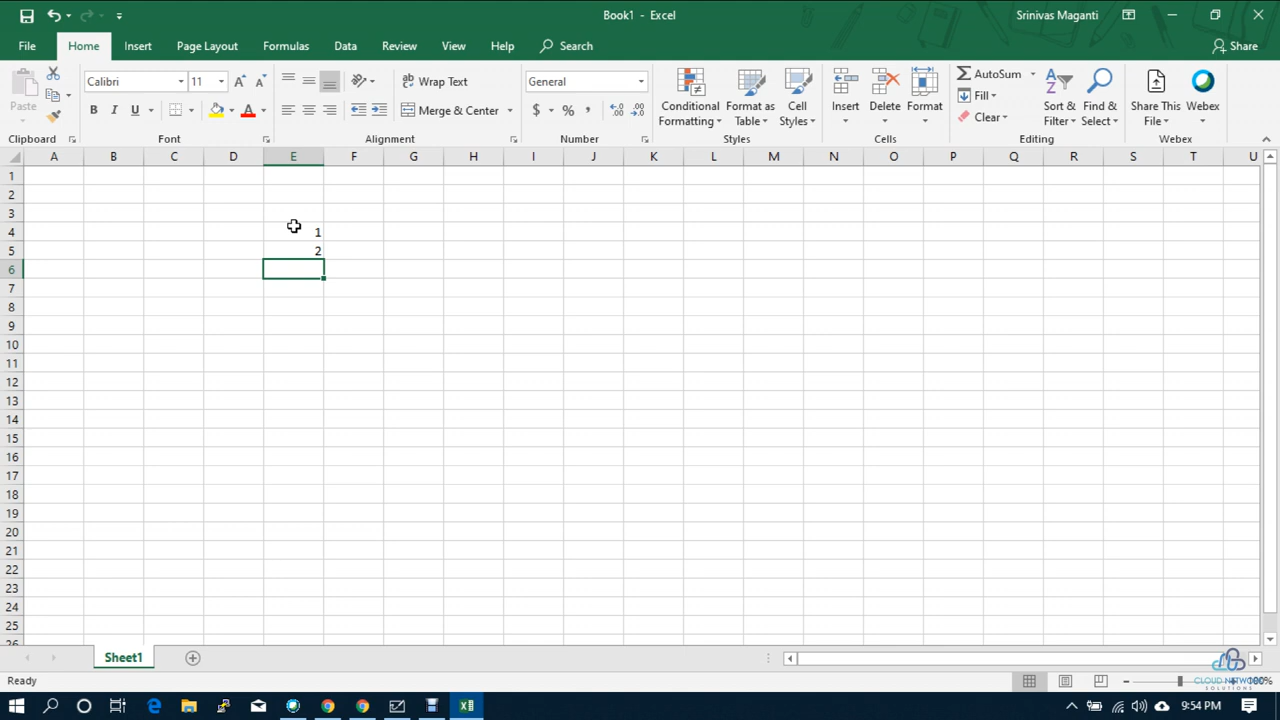 Book1 - Excel
Srinivas Maganti
File Home Insert Page Layout Formulas Data Review View Help Search Share
Paste
Clipboard
Calibri 11
B I U
Font
Wrap Text
Merge & Center
Alignment
General
$ % ,
Number
Conditional Formatting
Format as Table
Cell Styles
Styles
Insert
Delete
Format
Cells
AutoSum
Fill
Clear
Sort & Filter
Find & Select
Editing
Share This File
Webex
Webex
A B C D E F G H I J K L M N O P Q R S T U
1
2
3
4 1
5 2
6
7
8
9
10
11
12
13
14
15
16
17
18
19
20
21
22
23
24
25
26
Sheet1
Ready
100%
CLOUD NETWORK
SOLUTIONS
9:54 PM